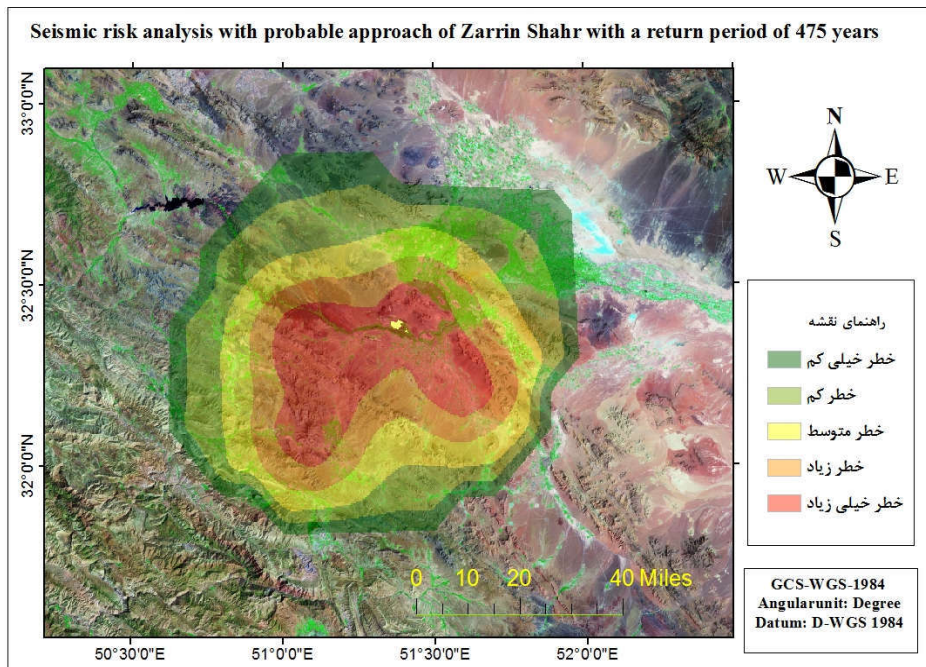 Seismic risk analysis with probable approach of Zarrin Shahr with a return period of 475 years
33°0'0"N
32°30'0"N
32°0'0"N
50°30'0"E
51°0'0"E
51°30'0"E
52°0'0"E
0 10 20 40 Miles
N
W E
S
راهنمای نقشه
خطر خیلی کم
خطر کم
خطر متوسط
خطر زیاد
خطر خیلی زیاد
GCS-WGS-1984
Angularunit: Degree
Datum: D-WGS 1984